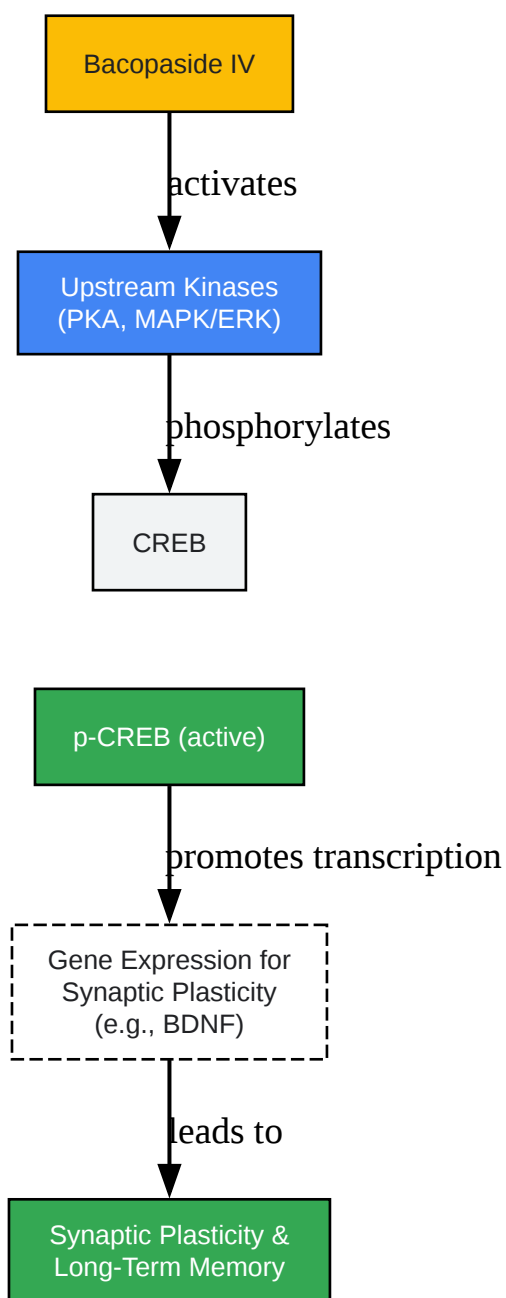 Bacopaside IV
activates
Upstream Kinases
(PKA, MAPK/ERK)
phosphorylates
CREB
p-CREB (active)
promotes transcription
Gene Expression for
Synaptic Plasticity
(e.g., BDNF)
leads to
Synaptic Plasticity &
Long-Term Memory